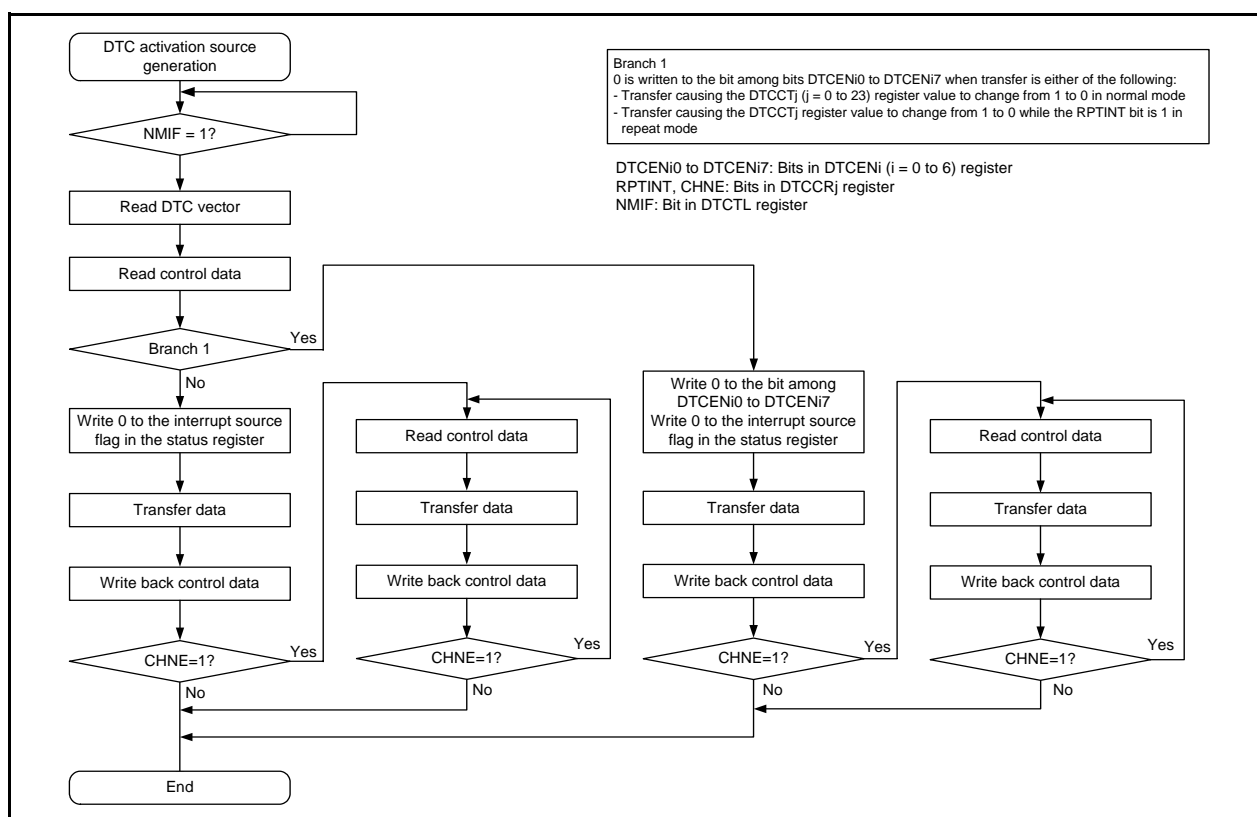 DTC activation source
generation
NMIF = 1?
Read DTC vector
Read control data
Branch 1
Yes
No
Write 0 to the interrupt source
flag in the status register
Transfer data
Write back control data
CHNE=1?
Yes
No
End
Read control data
Transfer data
Write back control data
CHNE=1?
Yes
No
Branch 1
0 is written to the bit among bits DTCENi0 to DTCENi7 when transfer is either of the following:
- Transfer causing the DTCCTj (j = 0 to 23) register value to change from 1 to 0 in normal mode
- Transfer causing the DTCCTj register value to change from 1 to 0 while the RPTINT bit is 1 in
repeat mode
DTCENi0 to DTCENi7: Bits in DTCENi (i = 0 to 6) register
RPTINT, CHNE: Bits in DTCCRj register
NMIF: Bit in DTCTL register
Write 0 to the bit among
DTCENi0 to DTCENi7
Write 0 to the interrupt source
flag in the status register
Transfer data
Write back control data
CHNE=1?
Yes
No
Read control data
Transfer data
Write back control data
CHNE=1?
Yes
No